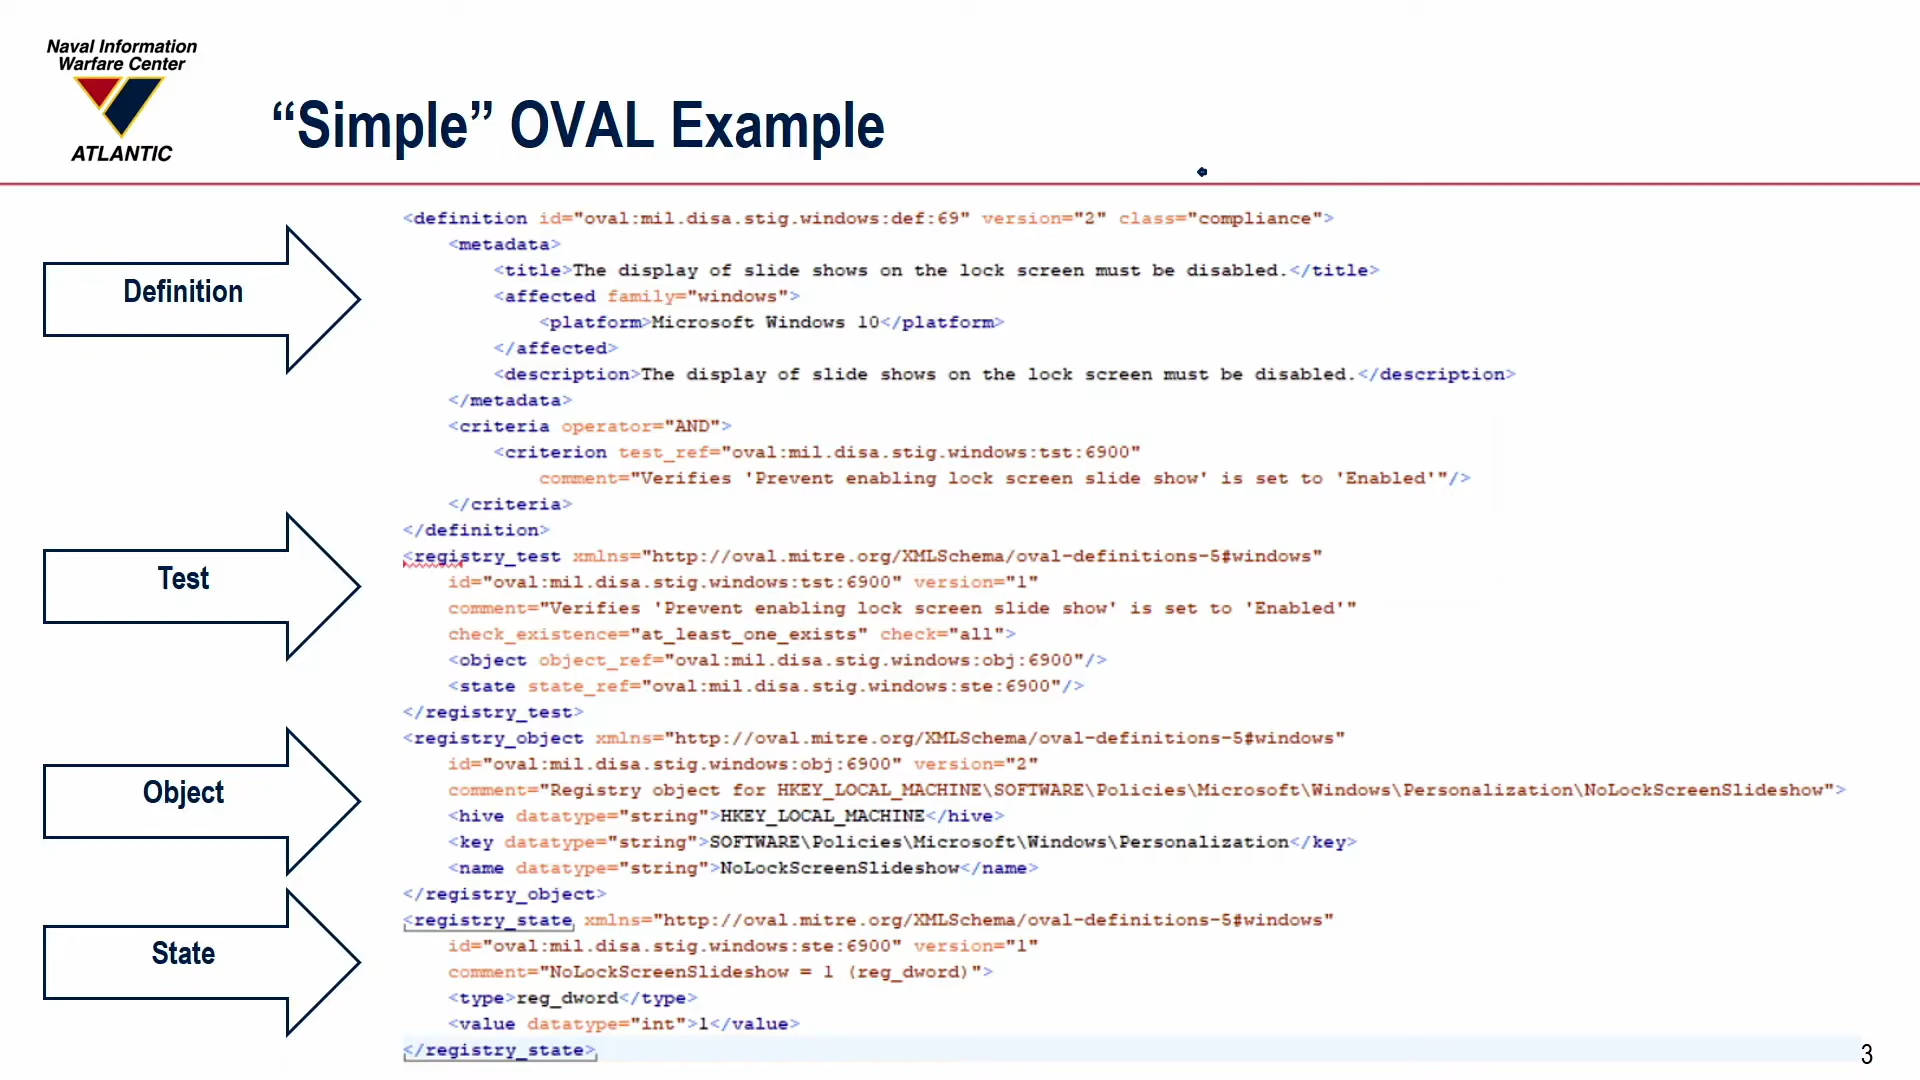 Naval Information
Warfare Center
ATLANTIC
“Simple” OVAL Example
Definition
<definition id="oval:mil.disa.stig.windows:def:69" version="2" class="compliance">
<metadata>
<title>The display of slide shows on the lock screen must be disabled.</title>
<affected family="windows">
<platform>Microsoft Windows 10</platform>
</affected>
<description>The display of slide shows on the lock screen must be disabled.</description>
</metadata>
<criteria operator="AND">
<criterion test_ref="oval:mil.disa.stig.windows:tst:6900"
comment="Verifies 'Prevent enabling lock screen slide show' is set to 'Enabled'"/>
</criteria>
</definition>
Test
<registry_test xmlns="http://oval.mitre.org/XMLSchema/oval-definitions-5#windows"
id="oval:mil.disa.stig.windows:tst:6900" version="1"
comment="Verifies 'Prevent enabling lock screen slide show' is set to 'Enabled'"
check_existence="at_least_one_exists" check="all">
<object object_ref="oval:mil.disa.stig.windows:obj:6900"/>
<state state_ref="oval:mil.disa.stig.windows:ste:6900"/>
</registry_test>
Object
<registry_object xmlns="http://oval.mitre.org/XMLSchema/oval-definitions-5#windows"
id="oval:mil.disa.stig.windows:obj:6900" version="2"
comment="Registry object for HKEY_LOCAL_MACHINE\SOFTWARE\Policies\Microsoft\Windows\Personalization\NoLockScreenSlideshow">
<hive datatype="string">HKEY_LOCAL_MACHINE</hive>
<key datatype="string">SOFTWARE\Policies\Microsoft\Windows\Personalization</key>
<name datatype="string">NoLockScreenSlideshow</name>
</registry_object>
State
<registry_state xmlns="http://oval.mitre.org/XMLSchema/oval-definitions-5#windows"
id="oval:mil.disa.stig.windows:ste:6900" version="1"
comment="NoLockScreenSlideshow = 1 (reg_dword)">
<type>reg_dword</type>
<value datatype="int">1</value>
</registry_state>
3